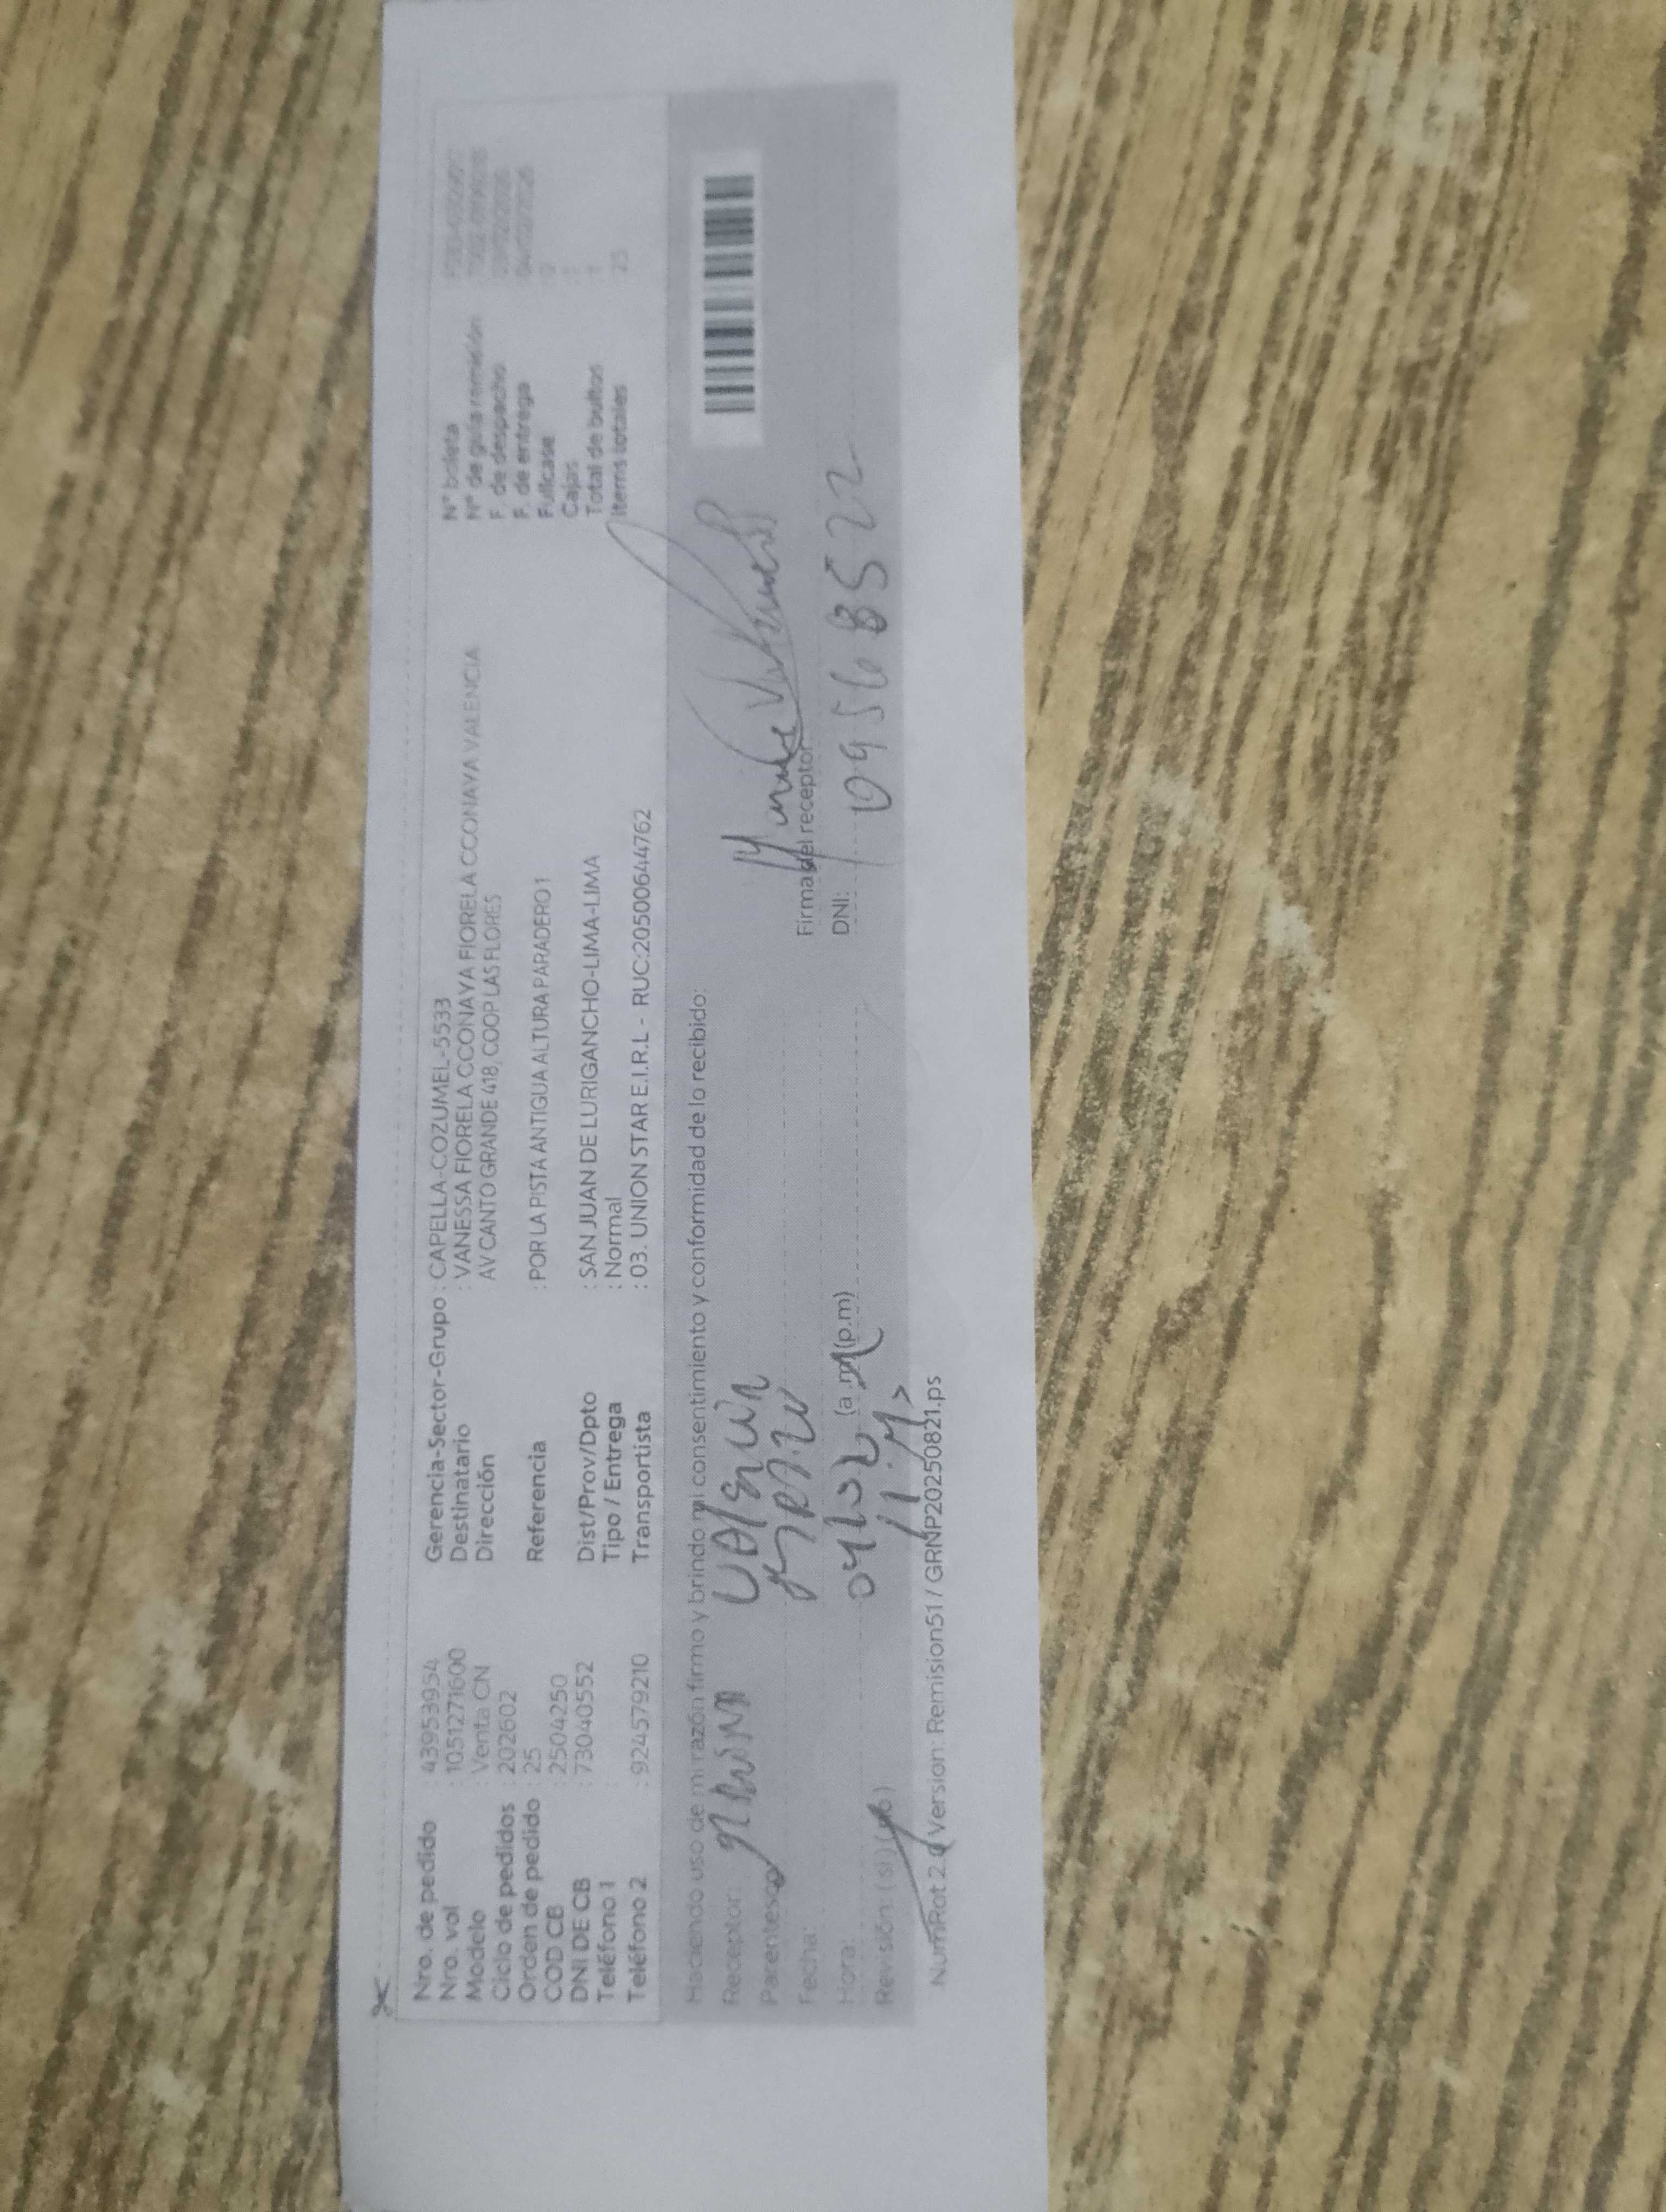 Nro. de pedido : 43953954
Nro. val : 1051271600
Modelo : Venta CN
Ciclo de pedidos : 202602
Orden de pedido : 25
COD CB : 2504250
DNI DE CB : 73040552
Teléfono 1 :
Teléfono 2 : 924579210
Gerencia-Sector-Grupo : CAPELLA-COZUMEL-5533
Destinatario : VANESSA FIORELA CCONAYA FIORELA CCONAYA VALENCIA
Dirección AV CANTO GRANDE 418, COOP LAS FLORES
Referencia : POR LA PISTA ANTIGUA ALTURA PARADERO 1
Dist/Prov/Dpto : SAN JUAN DE LURIGANCHO-LIMA-LIMA
Tipo / Entrega : Normal
Transportista : 03. UNION STAR E.I.R.L - RUC:20500644762
N° boleta
N° de guía remisión
F. de despacho
F. de entrega
Fullcase
Cajas
Total de bultos : 1
Items totales : 25
Haciendo uso de mi razón firmo y brindo mi consentimiento y conformidad de lo recibido:
Receptor:
Parentesco
Fecha:
Hora: (a.m) (p.m)
Revisión: (si) (no)
Firma del receptor:
DNI: 09568522
NumRot 2.0 (Version: Remision51 / GRNP20250821.ps